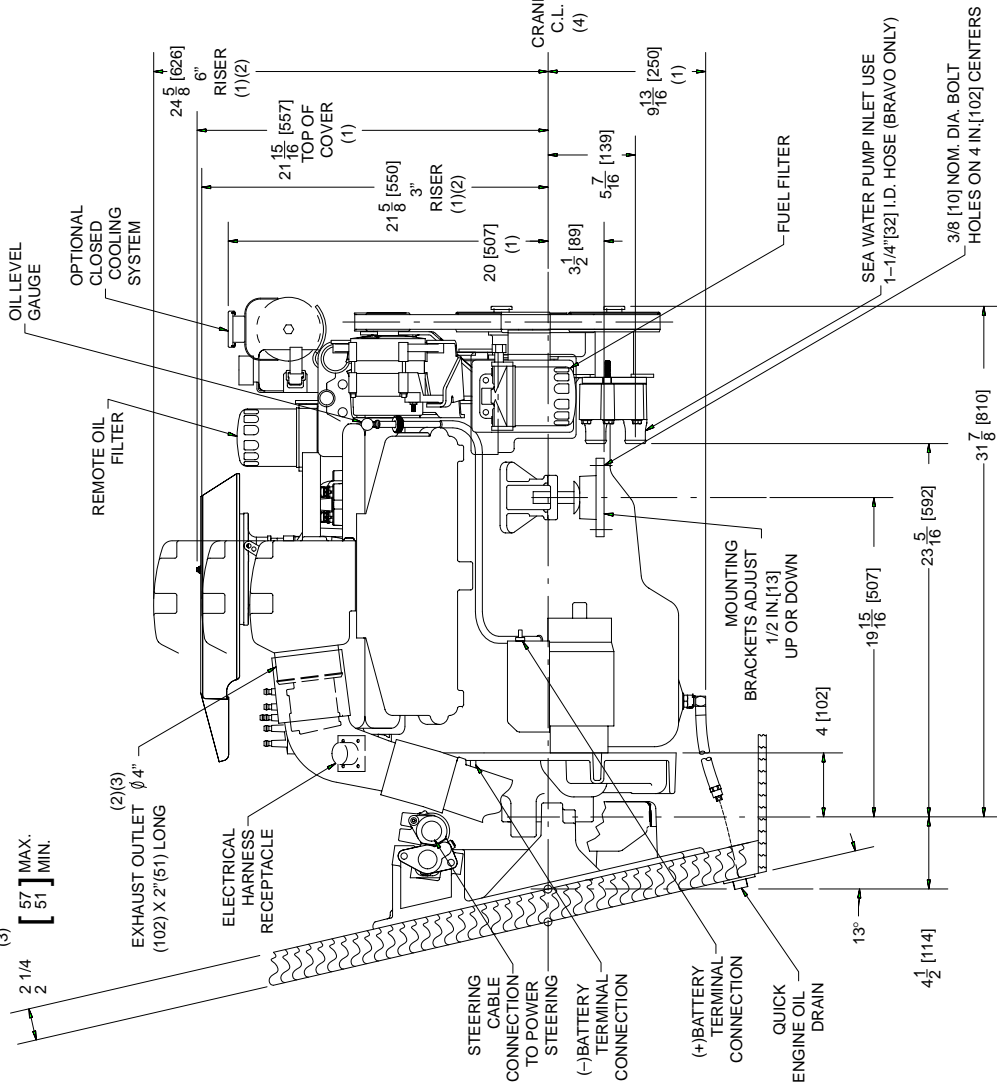 (3)
2 1/4 [57] MAX.
2 [51] MIN.
(2)(3)
EXHAUST OUTLET ϕ 4"
(102) X 2"(51) LONG
ELECTRICAL
HARNESS
RECEPTACLE
STEERING
CABLE
CONNECTION
TO POWER
STEERING
(–)BATTERY
TERMINAL
CONNECTION
(+)BATTERY
TERMINAL
CONNECTION
QUICK
ENGINE OIL
DRAIN
REMOTE OIL
FILTER
OIL LEVEL
GAUGE
OPTIONAL
CLOSED
COOLING
SYSTEM
24 5/8 [626]
6"
RISER
(1)(2)
21 15/16 [557]
TOP OF
COVER
(1)
21 5/8 [550]
3"
RISER
(1)(2)
20 [507]
(1)
C.L.
(4)
9 13/16 [250]
(1)
5 7/16 [139]
3 1/2 [89]
FUEL FILTER
SEA WATER PUMP INLET USE
1–1/4"[32] I.D. HOSE (BRAVO ONLY)
3/8 [10] NOM. DIA. BOLT
HOLES ON 4 IN.[102] CENTERS
MOUNTING
BRACKETS ADJUST
1/2 IN.[13]
UP OR DOWN
4 [102]
19 15/16 [507]
23 5/16 [592]
31 7/8 [810]
13°
4 1/2 [114]